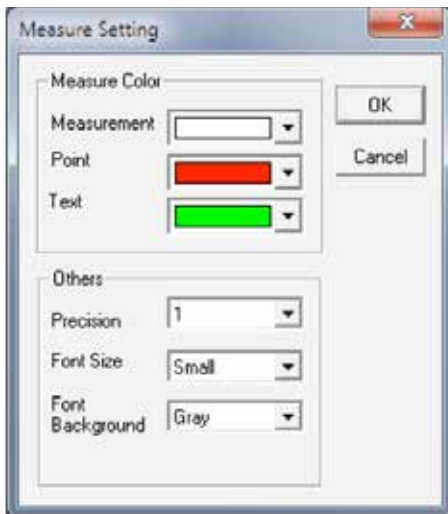 Measure Setting
Measure Color
Measurement
Point
Text
OK
Cancel
Others
Precision 1
Font Size Small
Font
Background Gray